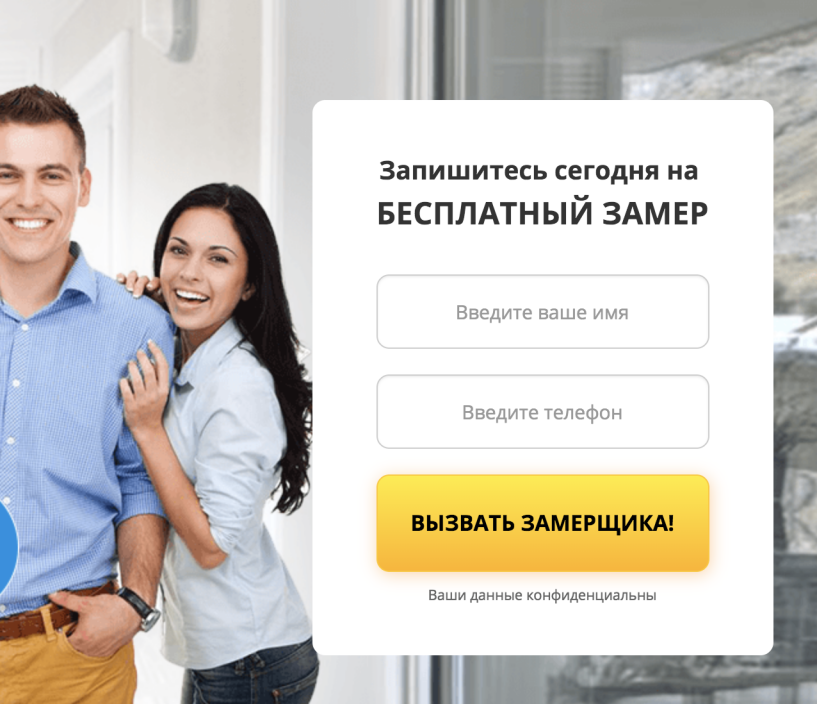 Запишитесь сегодня на
БЕСПЛАТНЫЙ ЗАМЕР
Введите ваше имя
Введите телефон
ВЫЗВАТЬ ЗАМЕРЩИКА!
Ваши данные конфиденциальны